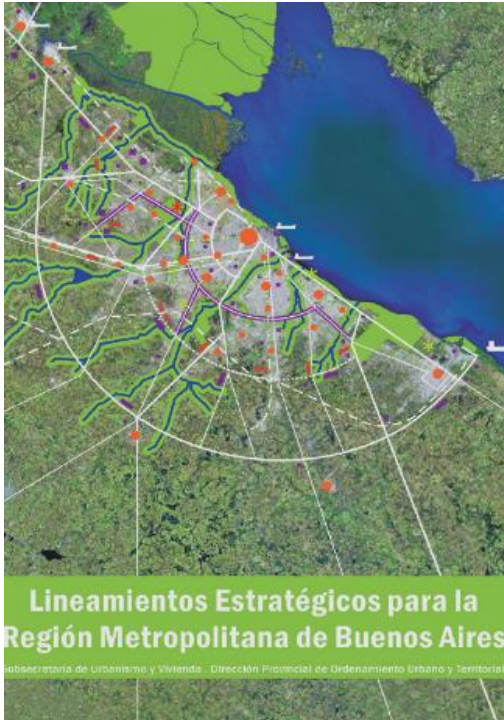 Lineamientos Estratégicos para la
Región Metropolitana de Buenos Aires
Subsecretaría de Urbanismo y Vivienda . Dirección Provincial de Ordenamiento Urbano y Territorial